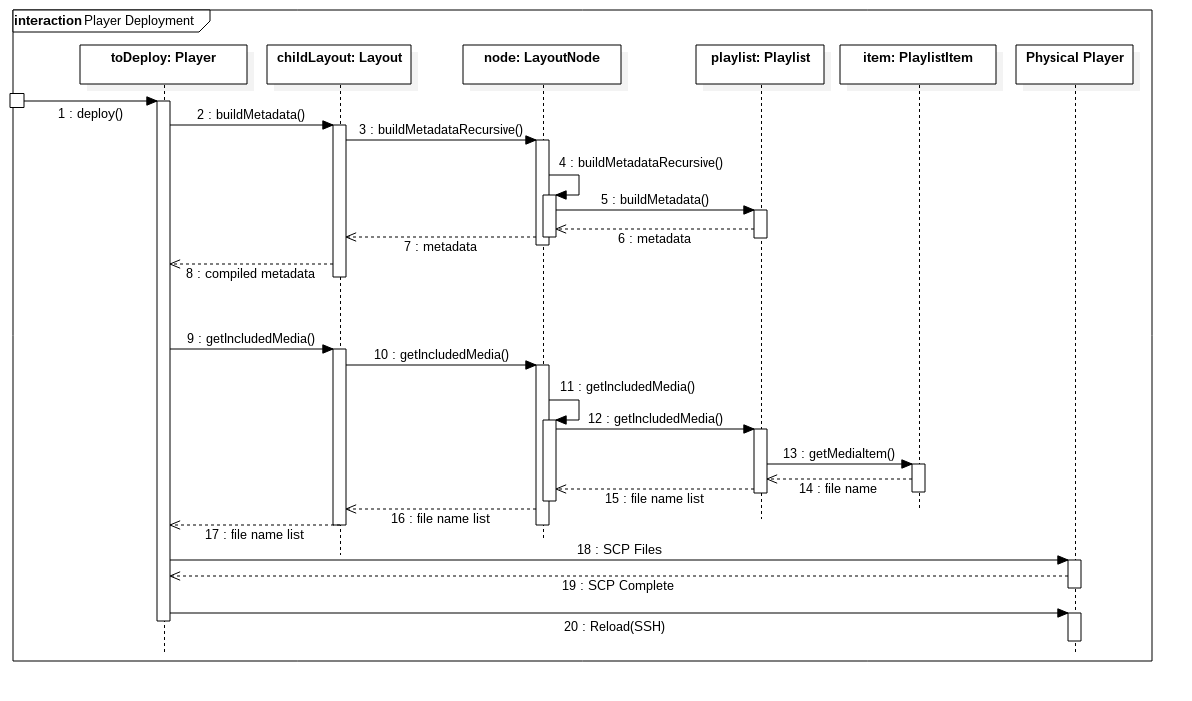 interaction Player Deployment
toDeploy: Player
childLayout: Layout
node: LayoutNode
playlist: Playlist
item: PlaylistItem
Physical Player
1 : deploy()
2 : buildMetadata()
3 : buildMetadataRecursive()
4 : buildMetadataRecursive()
5 : buildMetadata()
6 : metadata
7 : metadata
8 : compiled metadata
9 : getIncludedMedia()
10 : getIncludedMedia()
11 : getIncludedMedia()
12 : getIncludedMedia()
13 : getMediaItem()
14 : file name
15 : file name list
16 : file name list
17 : file name list
18 : SCP Files
19 : SCP Complete
20 : Reload(SSH)